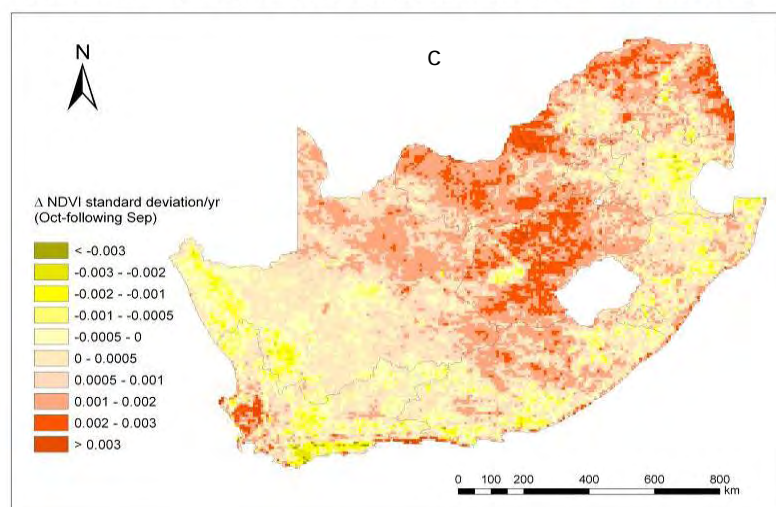 N
C
Δ NDVI standard deviation/yr
(Oct-following Sep)
< -0.003
-0.003 - -0.002
-0.002 - -0.001
-0.001 - -0.0005
-0.0005 - 0
0 - 0.0005
0.0005 - 0.001
0.001 - 0.002
0.002 - 0.003
> 0.003
0 100 200 400 600 800
km